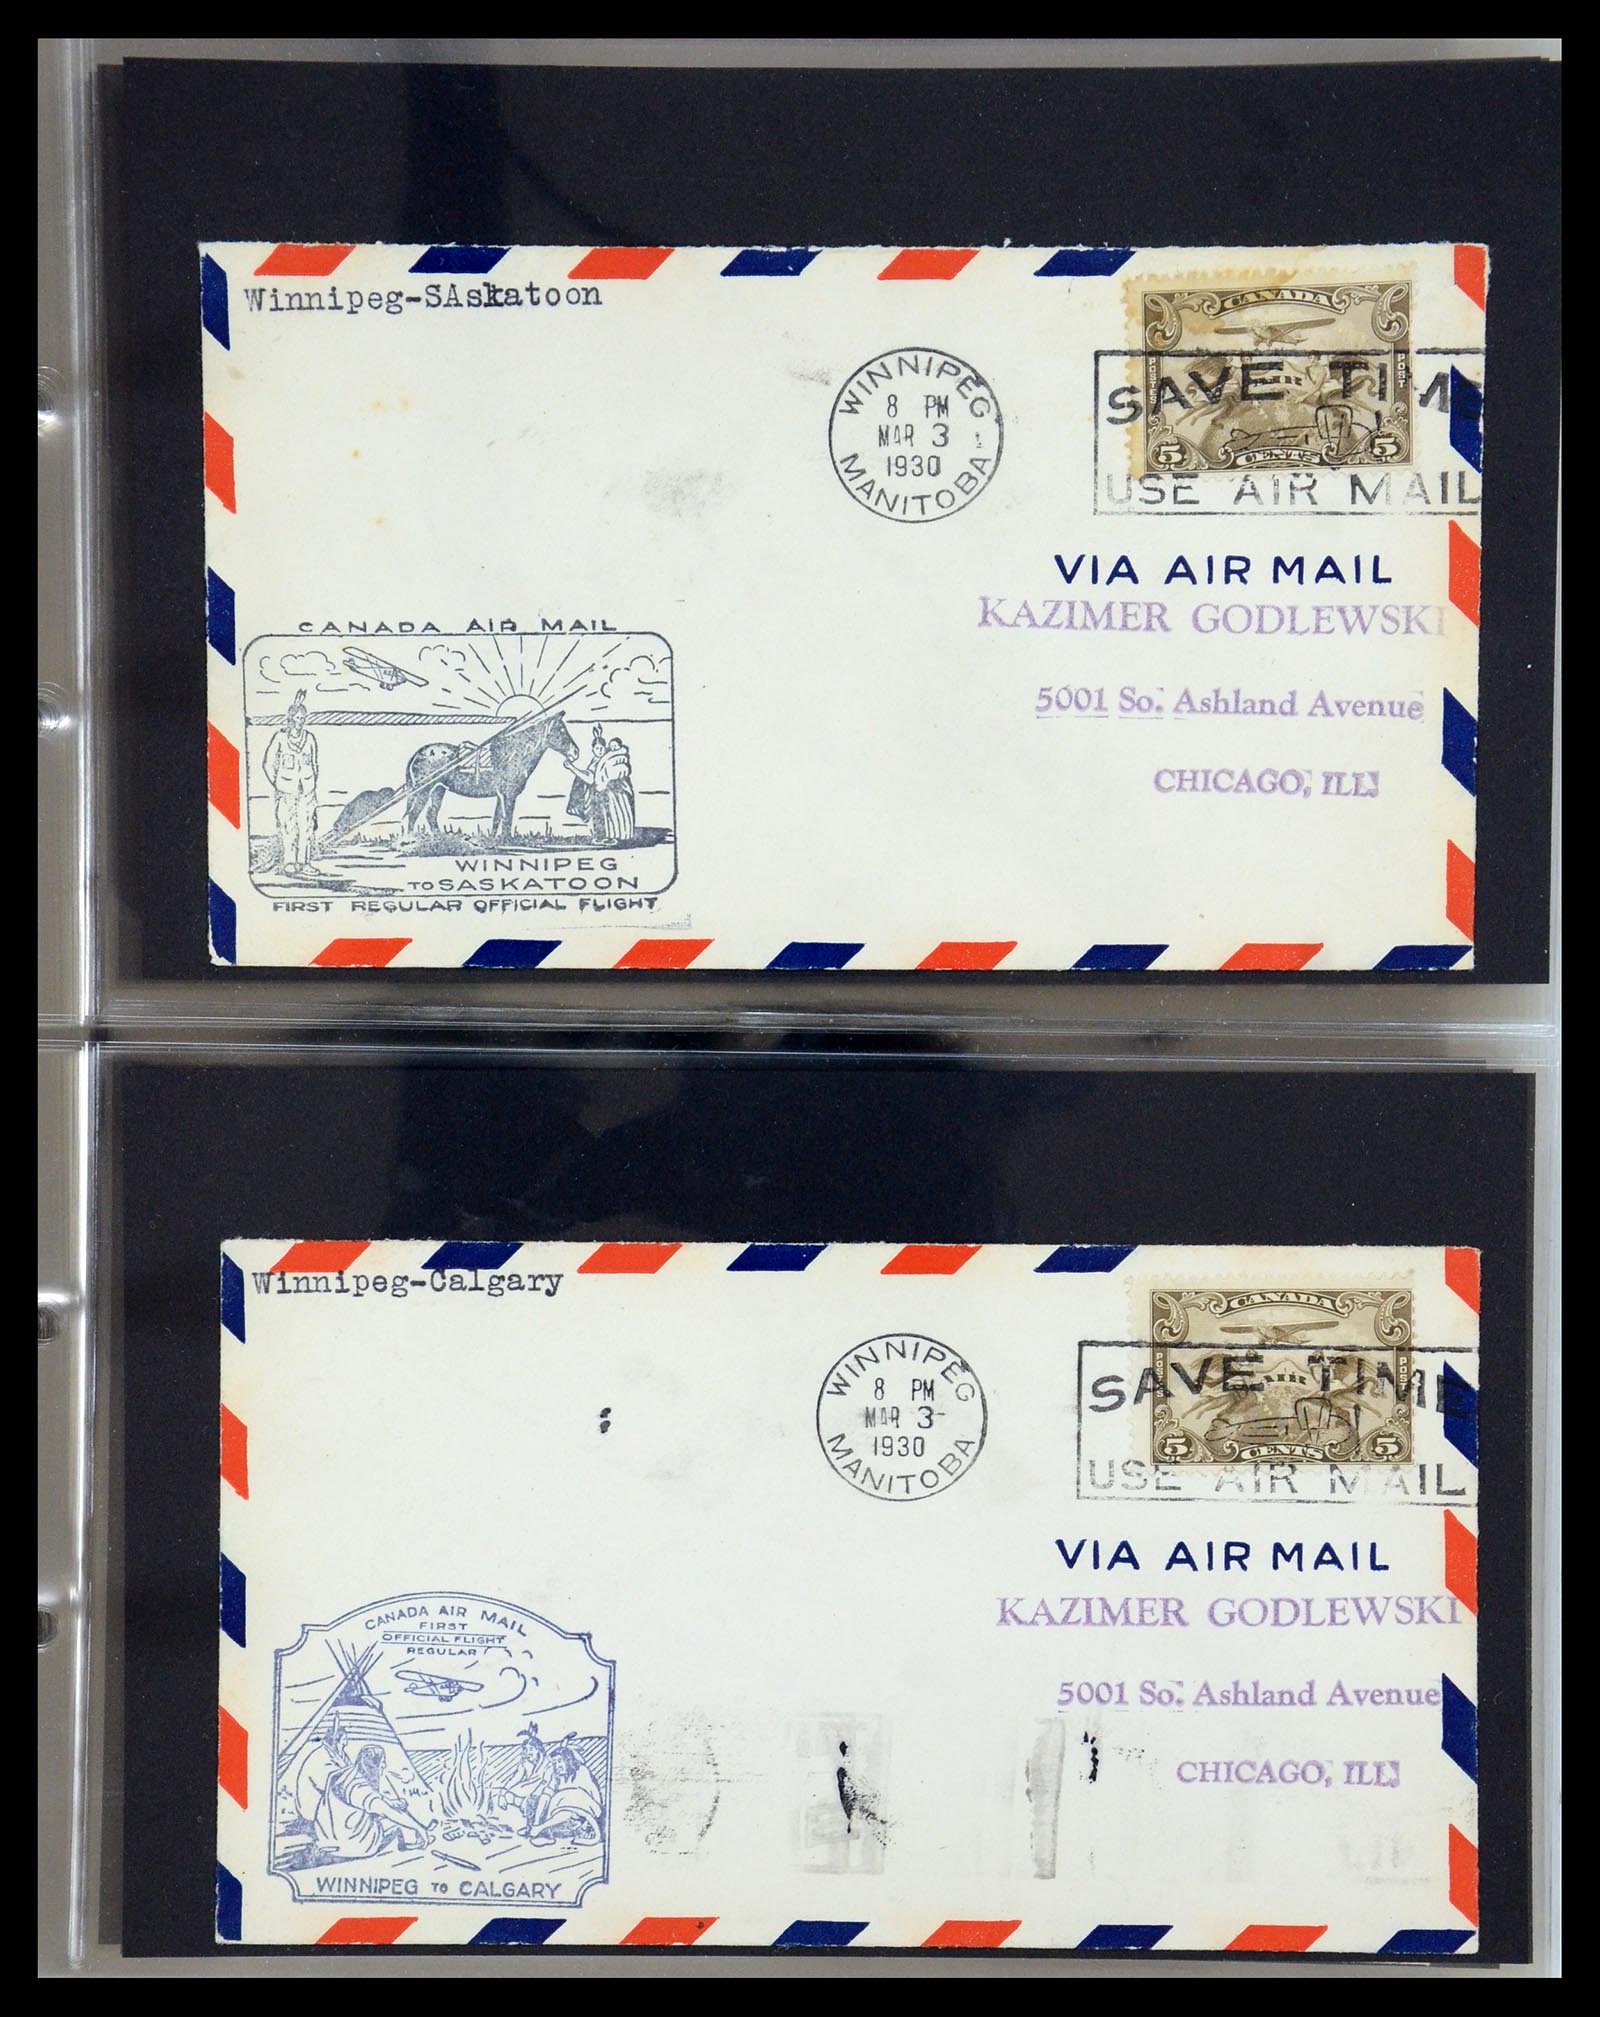 Winnipeg-SAskatoon
CANADA
POSTES
POST
AIR
5 CENTS 5
WINNIPEG
8 PM
MAR 3
1930
MANITOBA
SAVE TIME
USE AIR MAIL
VIA AIR MAIL
KAZIMER GODLEWSKI
5001 So. Ashland Avenue
CHICAGO, ILL.
CANADA AIR MAIL
WINNIPEG
TO SASKATOON
FIRST REGULAR OFFICIAL FLIGHT
Winnipeg-Calgary
CANADA
POSTES
POST
AIR
5 CENTS 5
WINNIPEG
8 PM
MAR 3
1930
MANITOBA
SAVE TIME
USE AIR MAIL
VIA AIR MAIL
KAZIMER GODLEWSKI
5001 So. Ashland Avenue
CHICAGO, ILL.
CANADA AIR MAIL
FIRST
OFFICIAL FLIGHT
REGULAR
WINNIPEG TO CALGARY